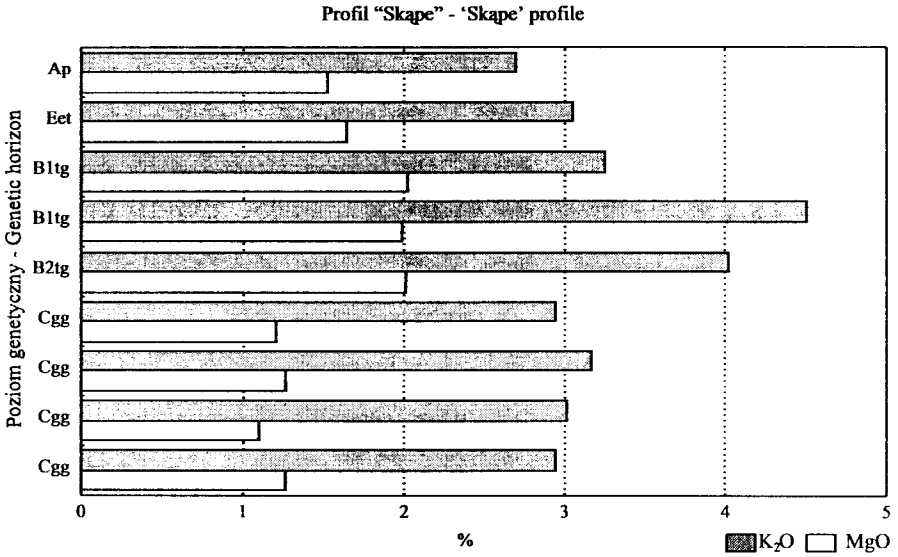 Profil “Skąpe” - ‘Skąpe’ profile
Poziom genetyczny - Genetic horizon
Ap
Eet
B1tg
B1tg
B2tg
Cgg
Cgg
Cgg
Cgg
0 1 2 3 4 5
%
K₂O MgO